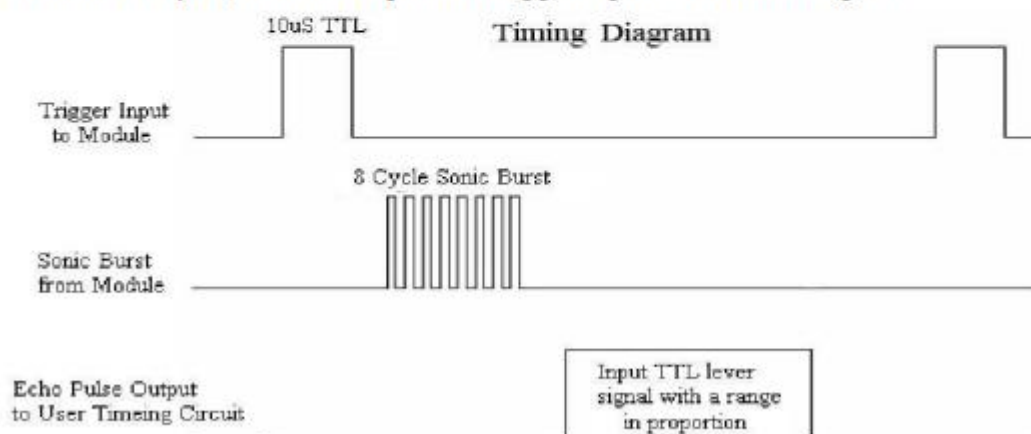 10uS TTL
Timing Diagram
Trigger Input
to Module
8 Cycle Sonic Burst
Sonic Burst
from Module
Echo Pulse Output
to User Timeing Circuit
Input TTL lever
signal with a range
in proportion